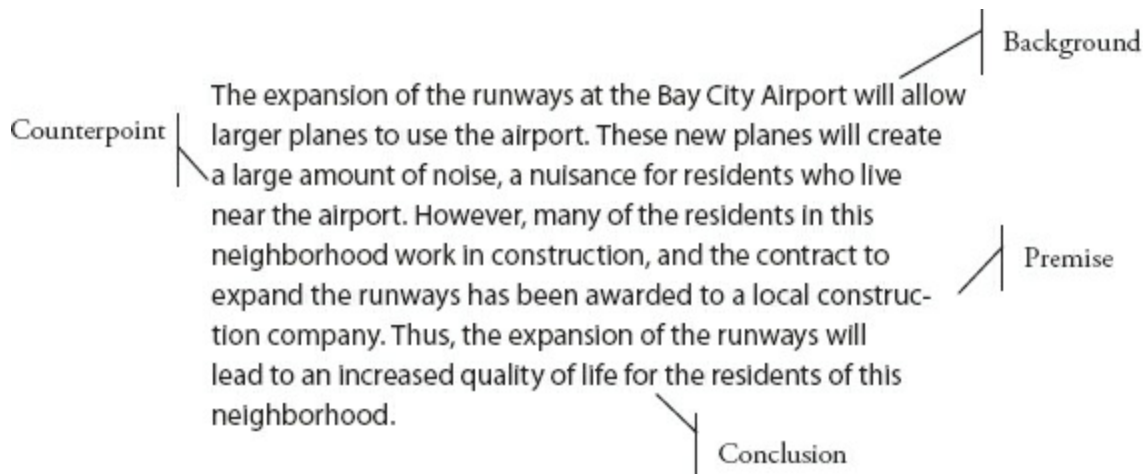 Background
The expansion of the runways at the Bay City Airport will allow
Counterpoint
larger planes to use the airport. These new planes will create
a large amount of noise, a nuisance for residents who live
near the airport. However, many of the residents in this
neighborhood work in construction, and the contract to
Premise
expand the runways has been awarded to a local construc-
tion company. Thus, the expansion of the runways will
lead to an increased quality of life for the residents of this
neighborhood.
Conclusion